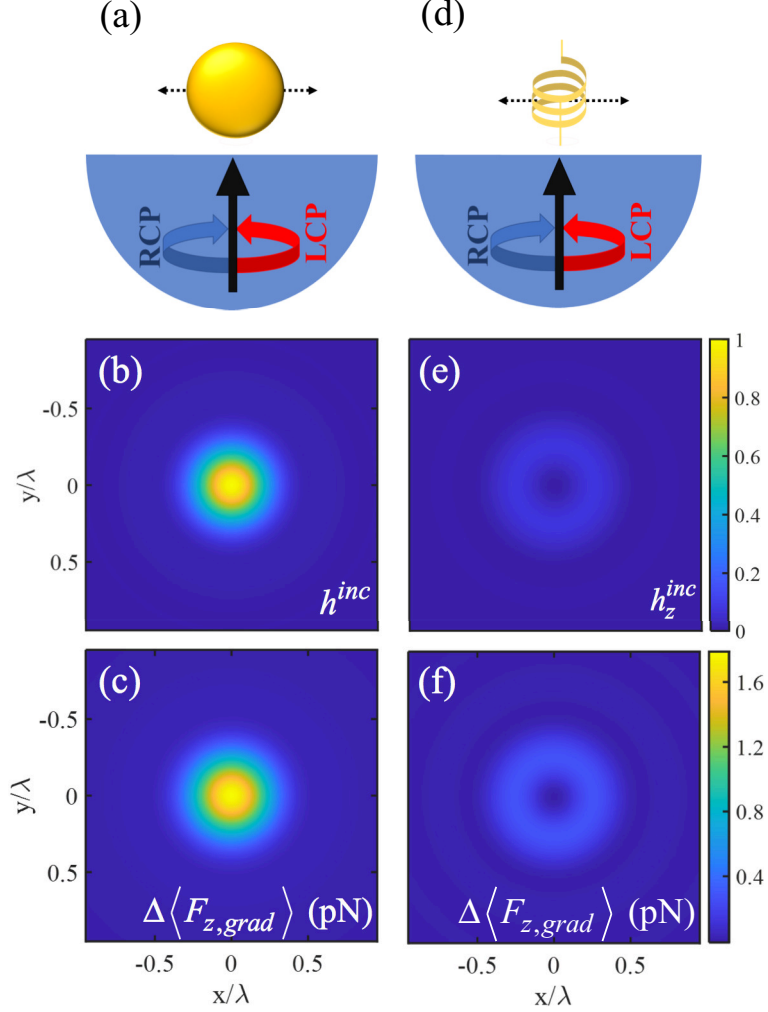 (a)
(d)
RCP
LCP
RCP
LCP
(b)
-0.5
0
0.5
y/λ
h^{inc}
(e)
h_z^{inc}
1
0.8
0.6
0.4
0.2
0
(c)
-0.5
0
0.5
y/λ
Δ⟨F_{z,grad}⟩ (pN)
-0.5
0
0.5
x/λ
(f)
Δ⟨F_{z,grad}⟩ (pN)
-0.5
0
0.5
x/λ
1.6
1.2
0.8
0.4